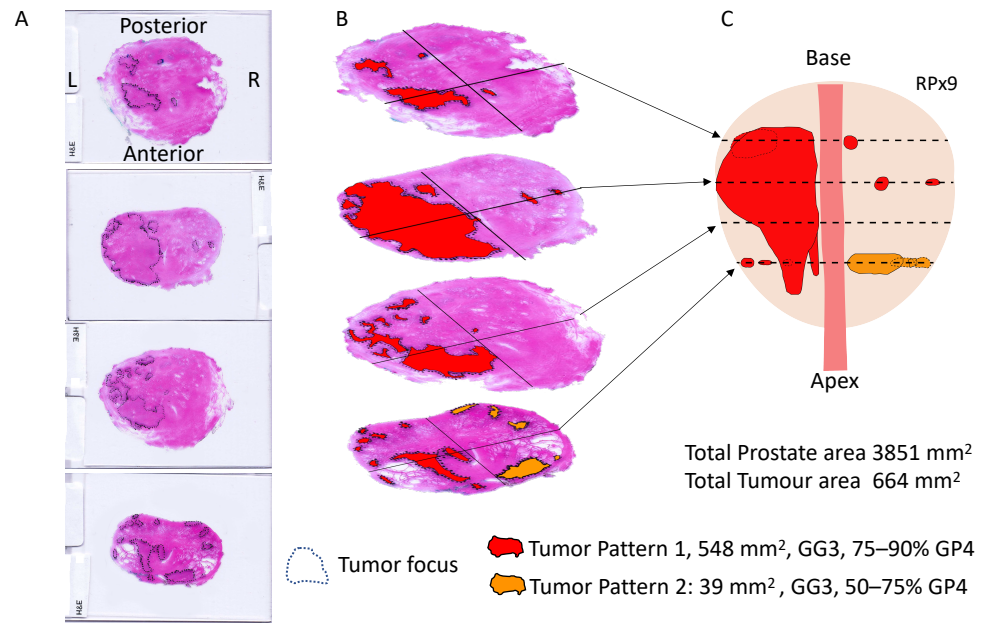 A
B
C
Posterior
L
R
Anterior
H&E
H&E
H&E
H&E
Base
RPx9
Apex
Total Prostate area 3851 mm²
Total Tumour area 664 mm²
Tumor focus
Tumor Pattern 1, 548 mm², GG3, 75–90% GP4
Tumor Pattern 2: 39 mm² , GG3, 50–75% GP4